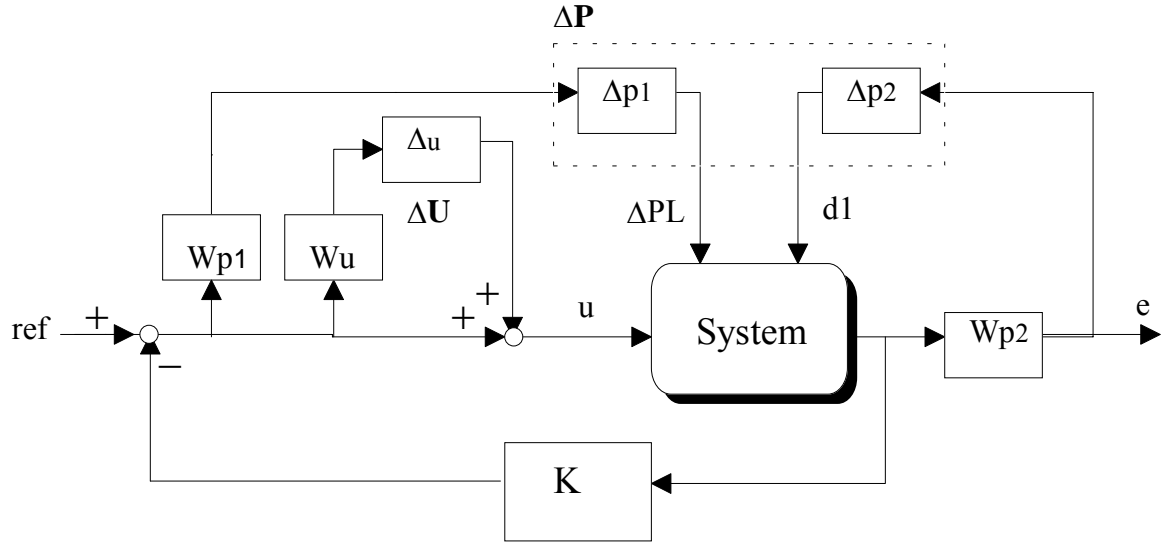 ΔP
Δp1
Δp2
Δu
ΔU
ΔPL
d1
Wp1
Wu
ref
+
+
+
u
System
e
Wp2
−
K